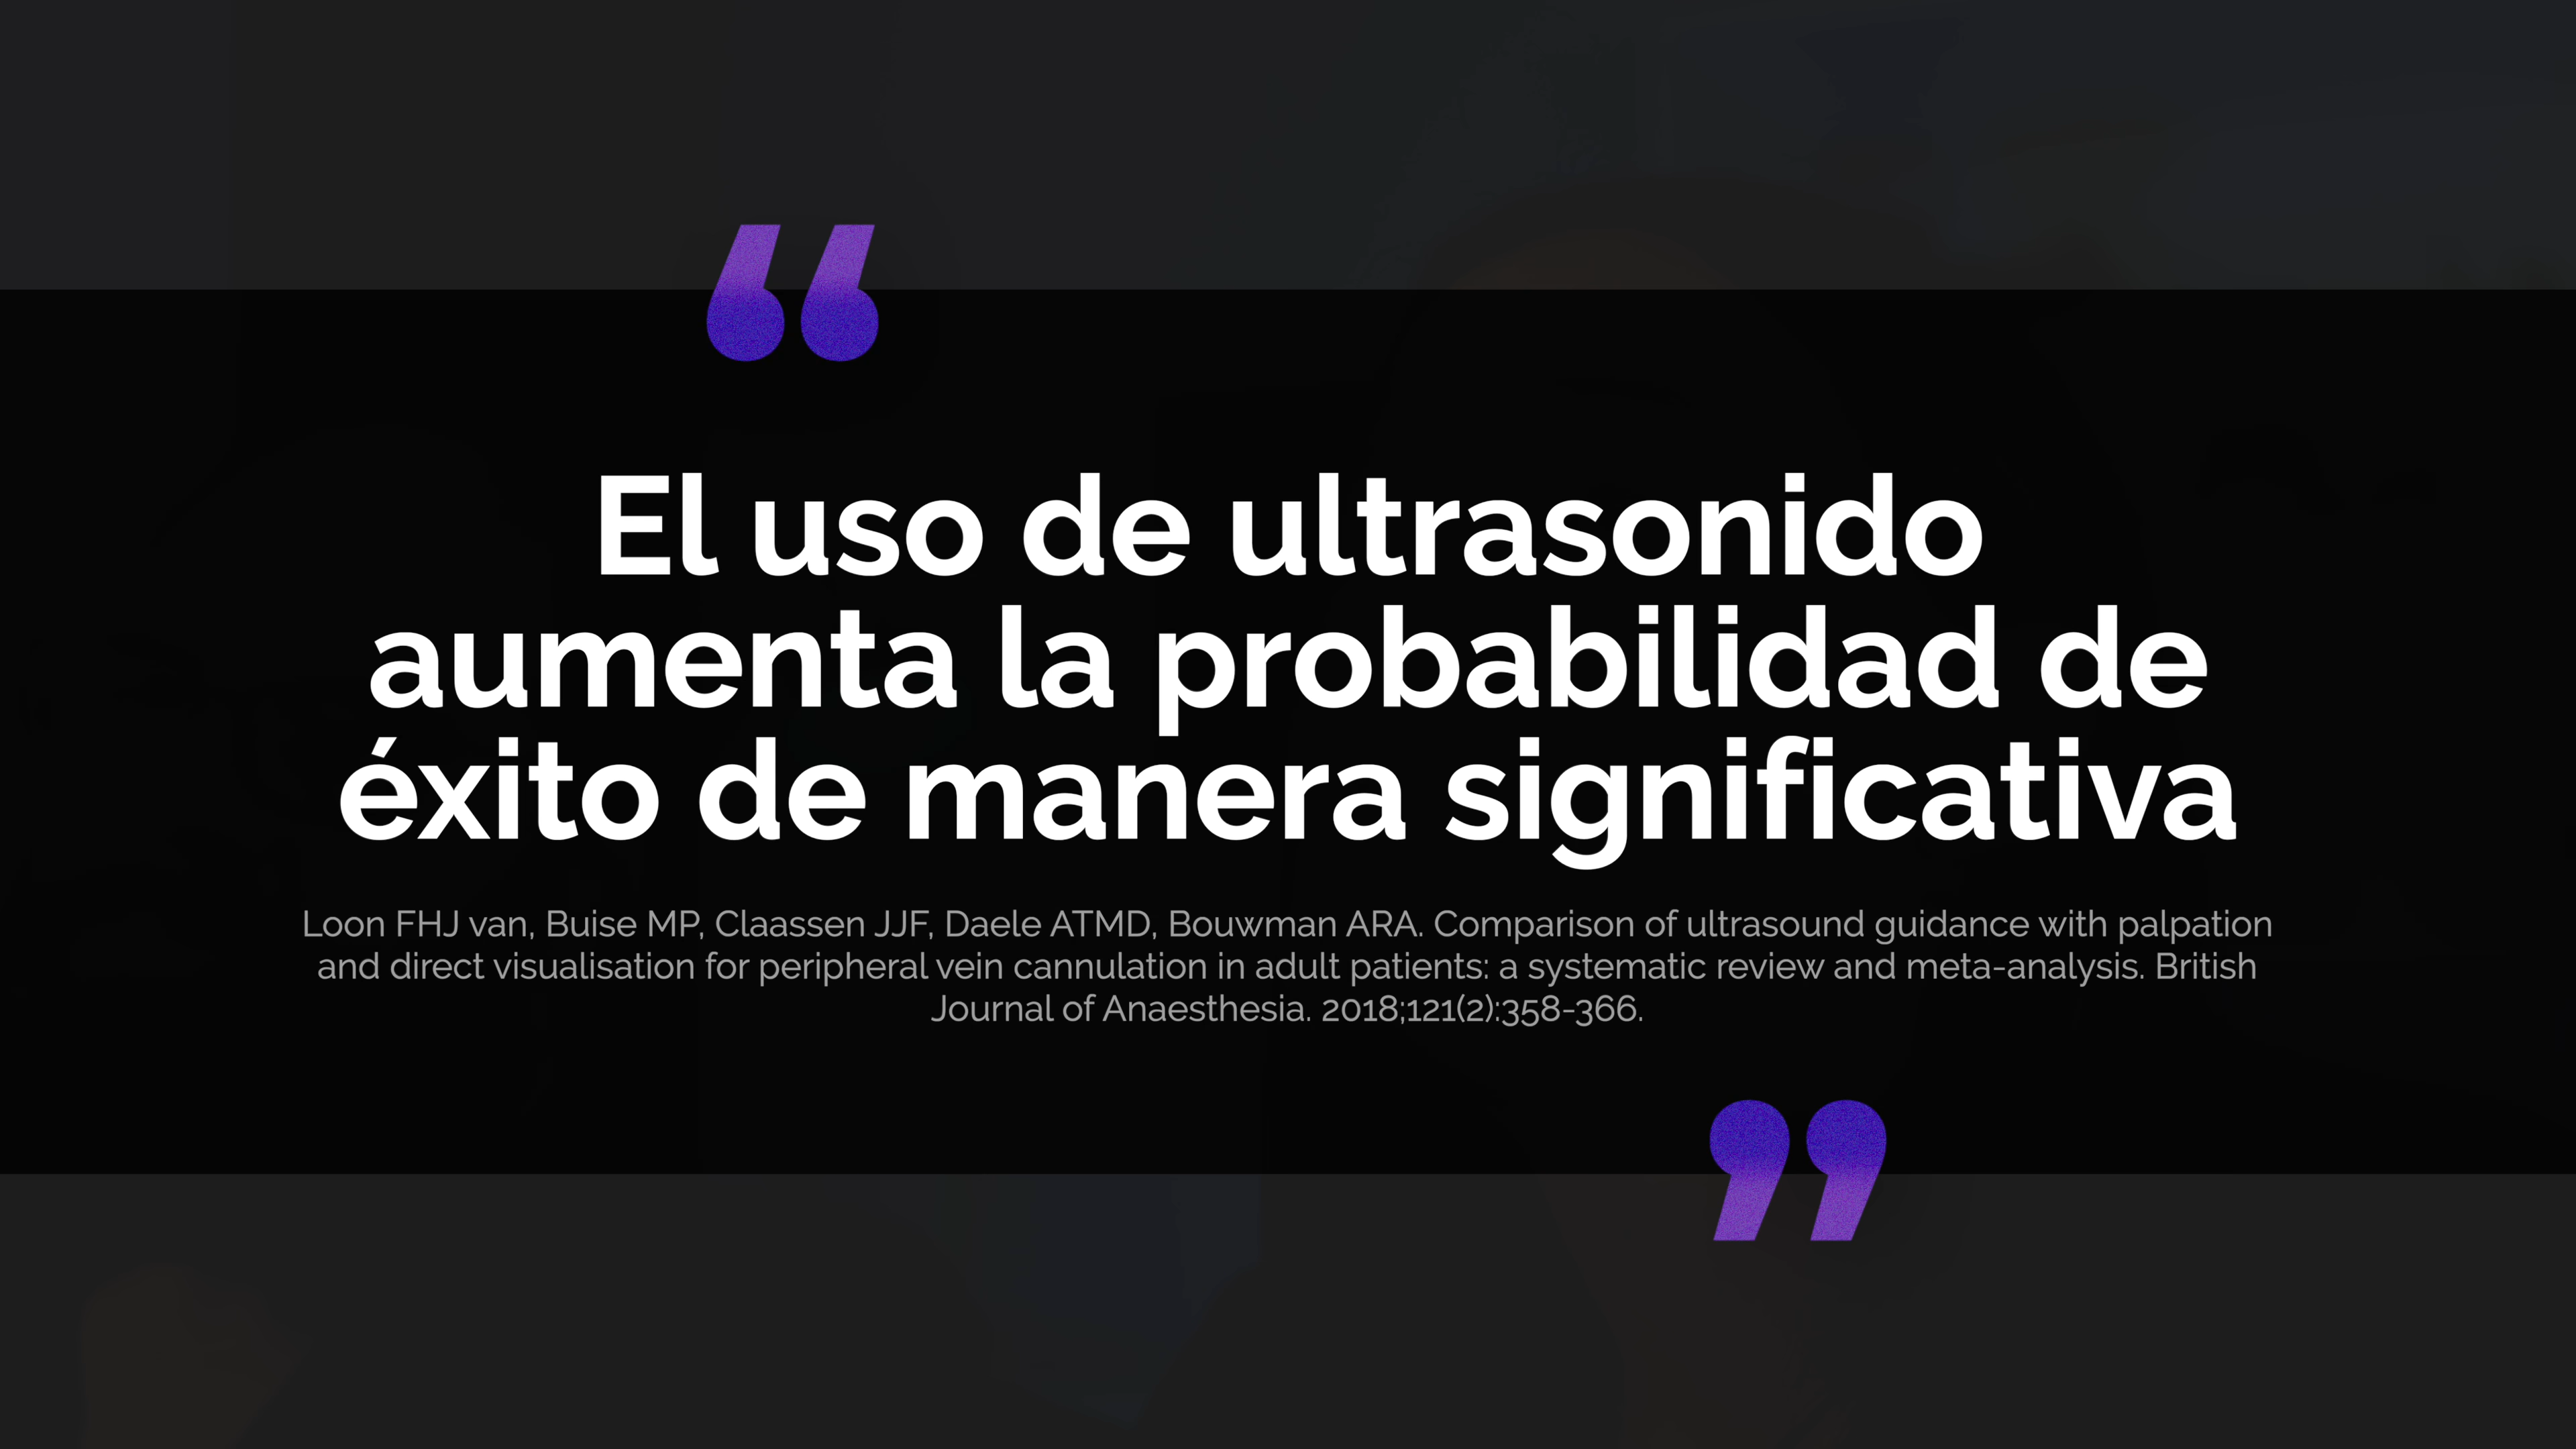 “
El uso de ultrasonido
aumenta la probabilidad de
éxito de manera significativa
Loon FHJ van, Buise MP, Claassen JJF, Daele ATMD, Bouwman ARA. Comparison of ultrasound guidance with palpation
and direct visualisation for peripheral vein cannulation in adult patients: a systematic review and meta-analysis. British
Journal of Anaesthesia. 2018;121(2):358-366.
”